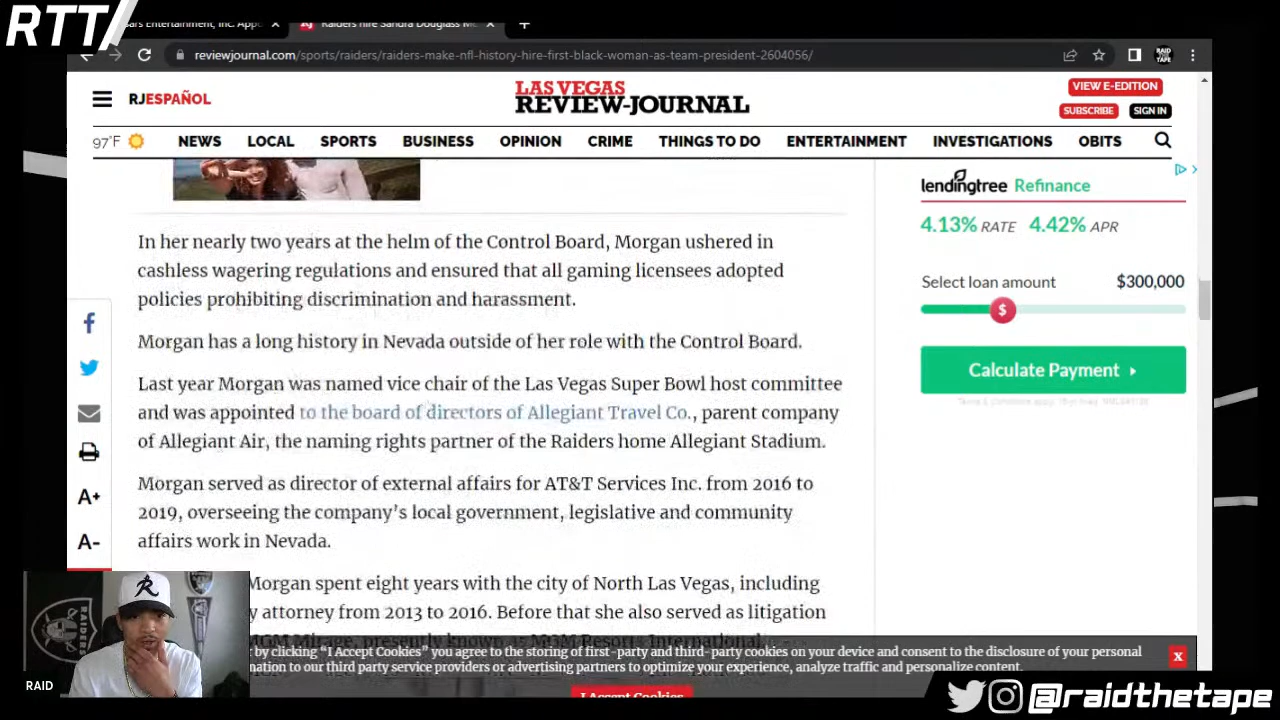 RTT/
Entertainment, Inc.
Raiders hire Sandra Douglass
reviewjournal.com/sports/raiders/raiders-make-nfl-history-hire-first-black-woman-as-team-president-2604056/
RJESPAÑOL
LAS VEGAS
REVIEW-JOURNAL
VIEW E-EDITION
SUBSCRIBE
SIGN IN
97°F
NEWS LOCAL SPORTS BUSINESS OPINION CRIME THINGS TO DO ENTERTAINMENT INVESTIGATIONS OBITS
lendingtree Refinance
4.13% RATE 4.42% APR
Select loan amount $300,000
$
Calculate Payment
In her nearly two years at the helm of the Control Board, Morgan ushered in
cashless wagering regulations and ensured that all gaming licensees adopted
policies prohibiting discrimination and harassment.
Morgan has a long history in Nevada outside of her role with the Control Board.
Last year Morgan was named vice chair of the Las Vegas Super Bowl host committee
and was appointed to the board of directors of Allegiant Travel Co., parent company
of Allegiant Air, the naming rights partner of the Raiders home Allegiant Stadium.
Morgan served as director of external affairs for AT&T Services Inc. from 2016 to
2019, overseeing the company's local government, legislative and community
affairs work in Nevada.
Morgan spent eight years with the city of North Las Vegas, including
attorney from 2013 to 2016. Before that she also served as litigation
MGM Mirage, presently known as MGM Resorts International.
A+
A-
by clicking “I Accept Cookies” you agree to the storing of first-party and third-party cookies on your device and consent to the disclosure of your personal
to our third party service providers or advertising partners to optimize your experience, analyze traffic and personalize content.
X
I Accept Cookies
RAIDERS
RAID
@raidthetape